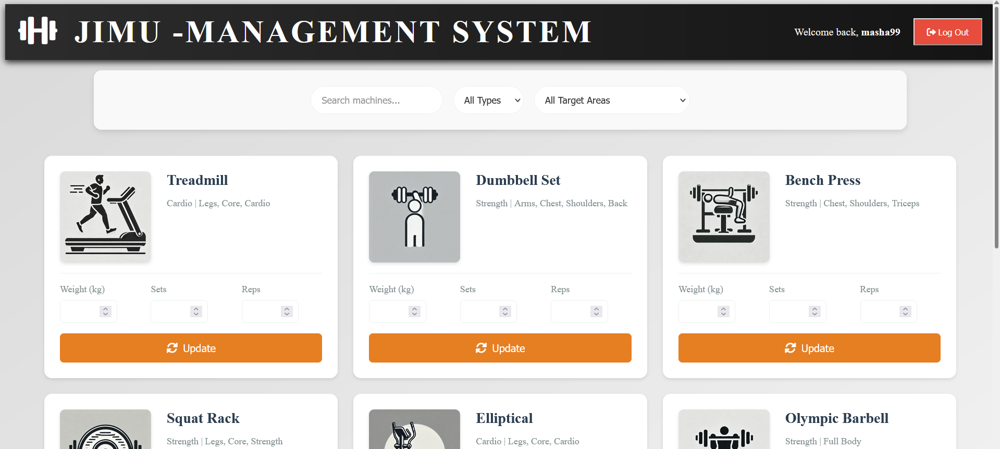 JIMU -MANAGEMENT SYSTEM
Welcome back, masha99
Log Out
Search machines...
All Types
All Target Areas
Treadmill
Cardio | Legs, Core, Cardio
Weight (kg)
Sets
Reps
Update
Dumbbell Set
Strength | Arms, Chest, Shoulders, Back
Weight (kg)
Sets
Reps
Update
Bench Press
Strength | Chest, Shoulders, Triceps
Weight (kg)
Sets
Reps
Update
Squat Rack
Strength | Legs, Core, Strength
Elliptical
Cardio | Legs, Core, Cardio
Olympic Barbell
Strength | Full Body